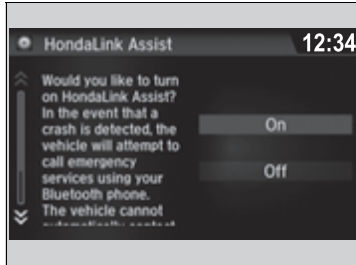 HondaLink Assist
12:34
Would you like to turn
on HondaLink Assist?
In the event that a
crash is detected, the
vehicle will attempt to
call emergency
services using your
Bluetooth phone.
The vehicle cannot
On
Off